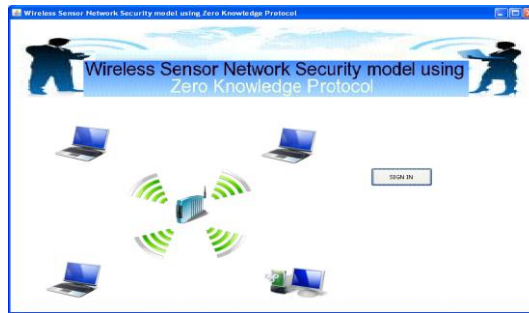 Wireless Sensor Network Security model using Zero Knowledge Protocol
Wireless Sensor Network Security model using
Zero Knowledge Protocol
SIGN IN